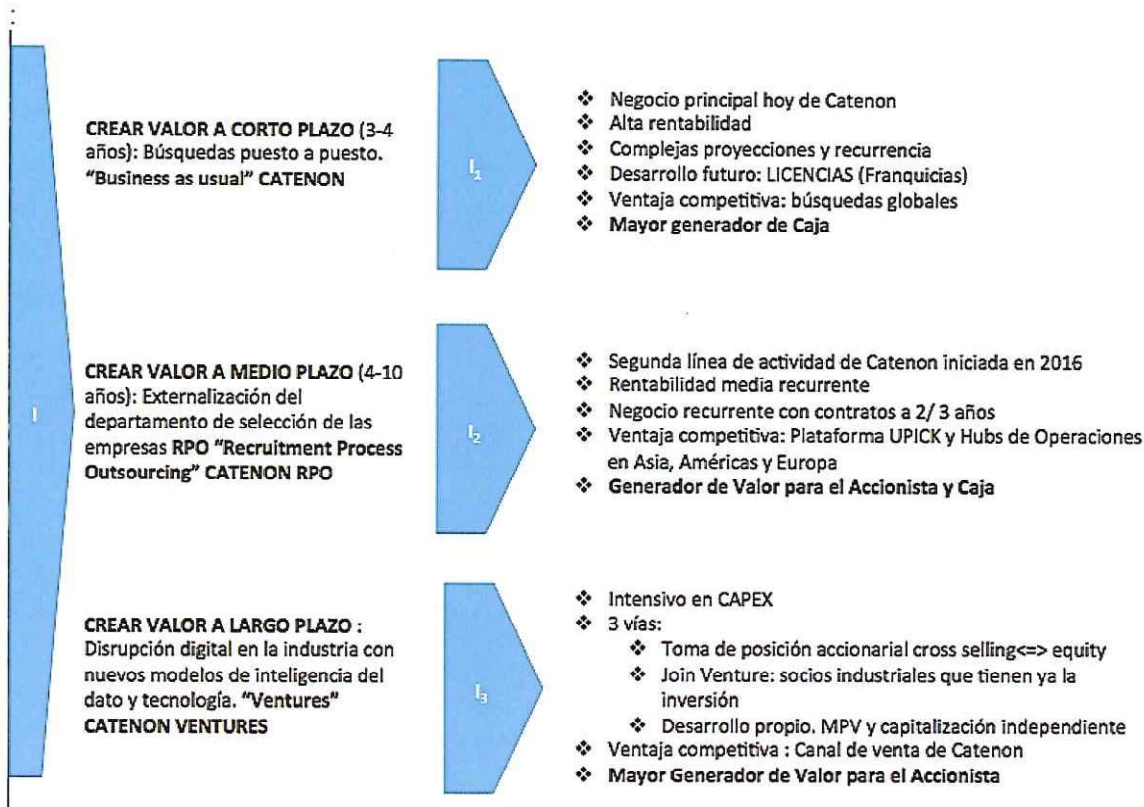 :
I
CREAR VALOR A CORTO PLAZO (3-4
años): Búsquedas puesto a puesto.
“Business as usual” CATENON
I₁
❖ Negocio principal hoy de Catenon
❖ Alta rentabilidad
❖ Complejas proyecciones y recurrencia
❖ Desarrollo futuro: LICENCIAS (Franquicias)
❖ Ventaja competitiva: búsquedas globales
❖ Mayor generador de Caja
CREAR VALOR A MEDIO PLAZO (4-10
años): Externalización del
departamento de selección de las
empresas RPO “Recruitment Process
Outsourcing” CATENON RPO
I₂
❖ Segunda línea de actividad de Catenon iniciada en 2016
❖ Rentabilidad media recurrente
❖ Negocio recurrente con contratos a 2/ 3 años
❖ Ventaja competitiva: Plataforma UPICK y Hubs de Operaciones
en Asia, Américas y Europa
❖ Generador de Valor para el Accionista y Caja
CREAR VALOR A LARGO PLAZO :
Disrupción digital en la industria con
nuevos modelos de inteligencia del
dato y tecnología. “Ventures”
CATENON VENTURES
I₃
❖ Intensivo en CAPEX
❖ 3 vías:
❖ Toma de posición accionarial cross selling<=> equity
❖ Join Venture: socios industriales que tienen ya la
inversión
❖ Desarrollo propio. MPV y capitalización independiente
❖ Ventaja competitiva : Canal de venta de Catenon
❖ Mayor Generador de Valor para el Accionista